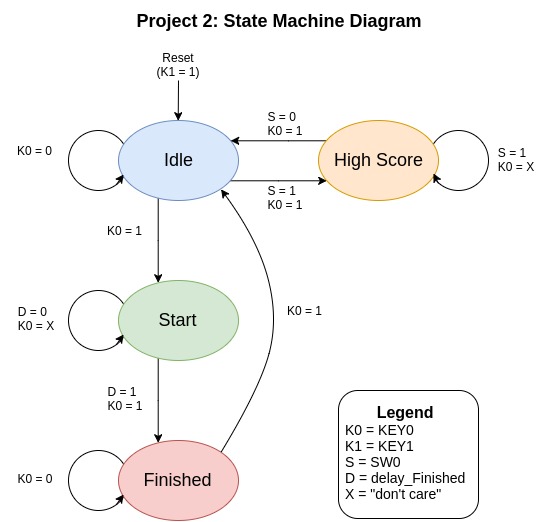 Project 2: State Machine Diagram
Reset
(K1 = 1)
S = 0
K0 = 1
K0 = 0
Idle
High Score
S = 1
K0 = X
S = 1
K0 = 1
K0 = 1
D = 0
K0 = X
Start
K0 = 1
D = 1
K0 = 1
K0 = 0
Finished
Legend
K0 = KEY0
K1 = KEY1
S = SW0
D = delay_Finished
X = "don't care"